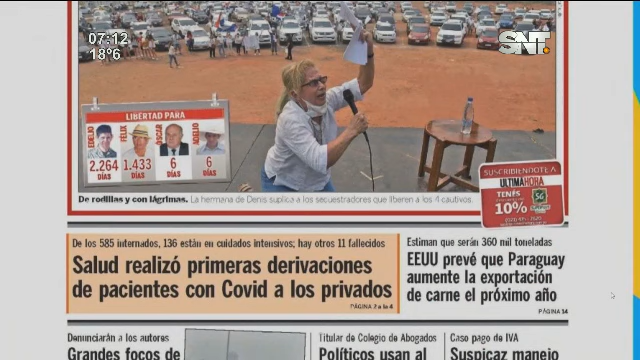 07:12
18°6
SNT
LIBERTAD PARA
EDELIO
FÉLIX
ÓSCAR
ADELIO
2.264 DÍAS
1.433 DÍAS
6 DÍAS
6 DÍAS
SUSCRIBIÉNDOTE A
ULTIMAHORA
TENÉS
10%
De rodillas y con lágrimas. La hermana de Denis suplica a los secuestradores que liberen a los 4 cautivos.
De los 585 internados, 136 están en cuidados intensivos; hay otros 11 fallecidos
Salud realizó primeras derivaciones
de pacientes con Covid a los privados
PÁGINA 2 a la 4
Estiman que serán 360 mil toneladas
EEUU prevé que Paraguay
aumente la exportación
de carne el próximo año
PÁGINA 14
Denunciarán a los autores
Grandes focos de
Titular de Colegio de Abogados
Políticos usan al
Caso pago de IVA
Suspicaz manejo